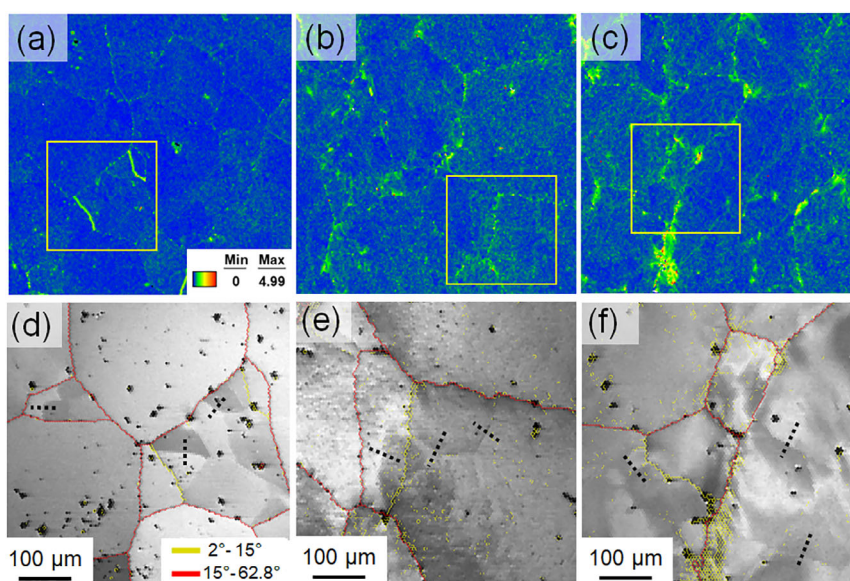 (a)
(b)
(c)
Min Max
0 4.99
(d)
(e)
(f)
2°- 15°
15°-62.8°
100 µm
100 µm
100 µm